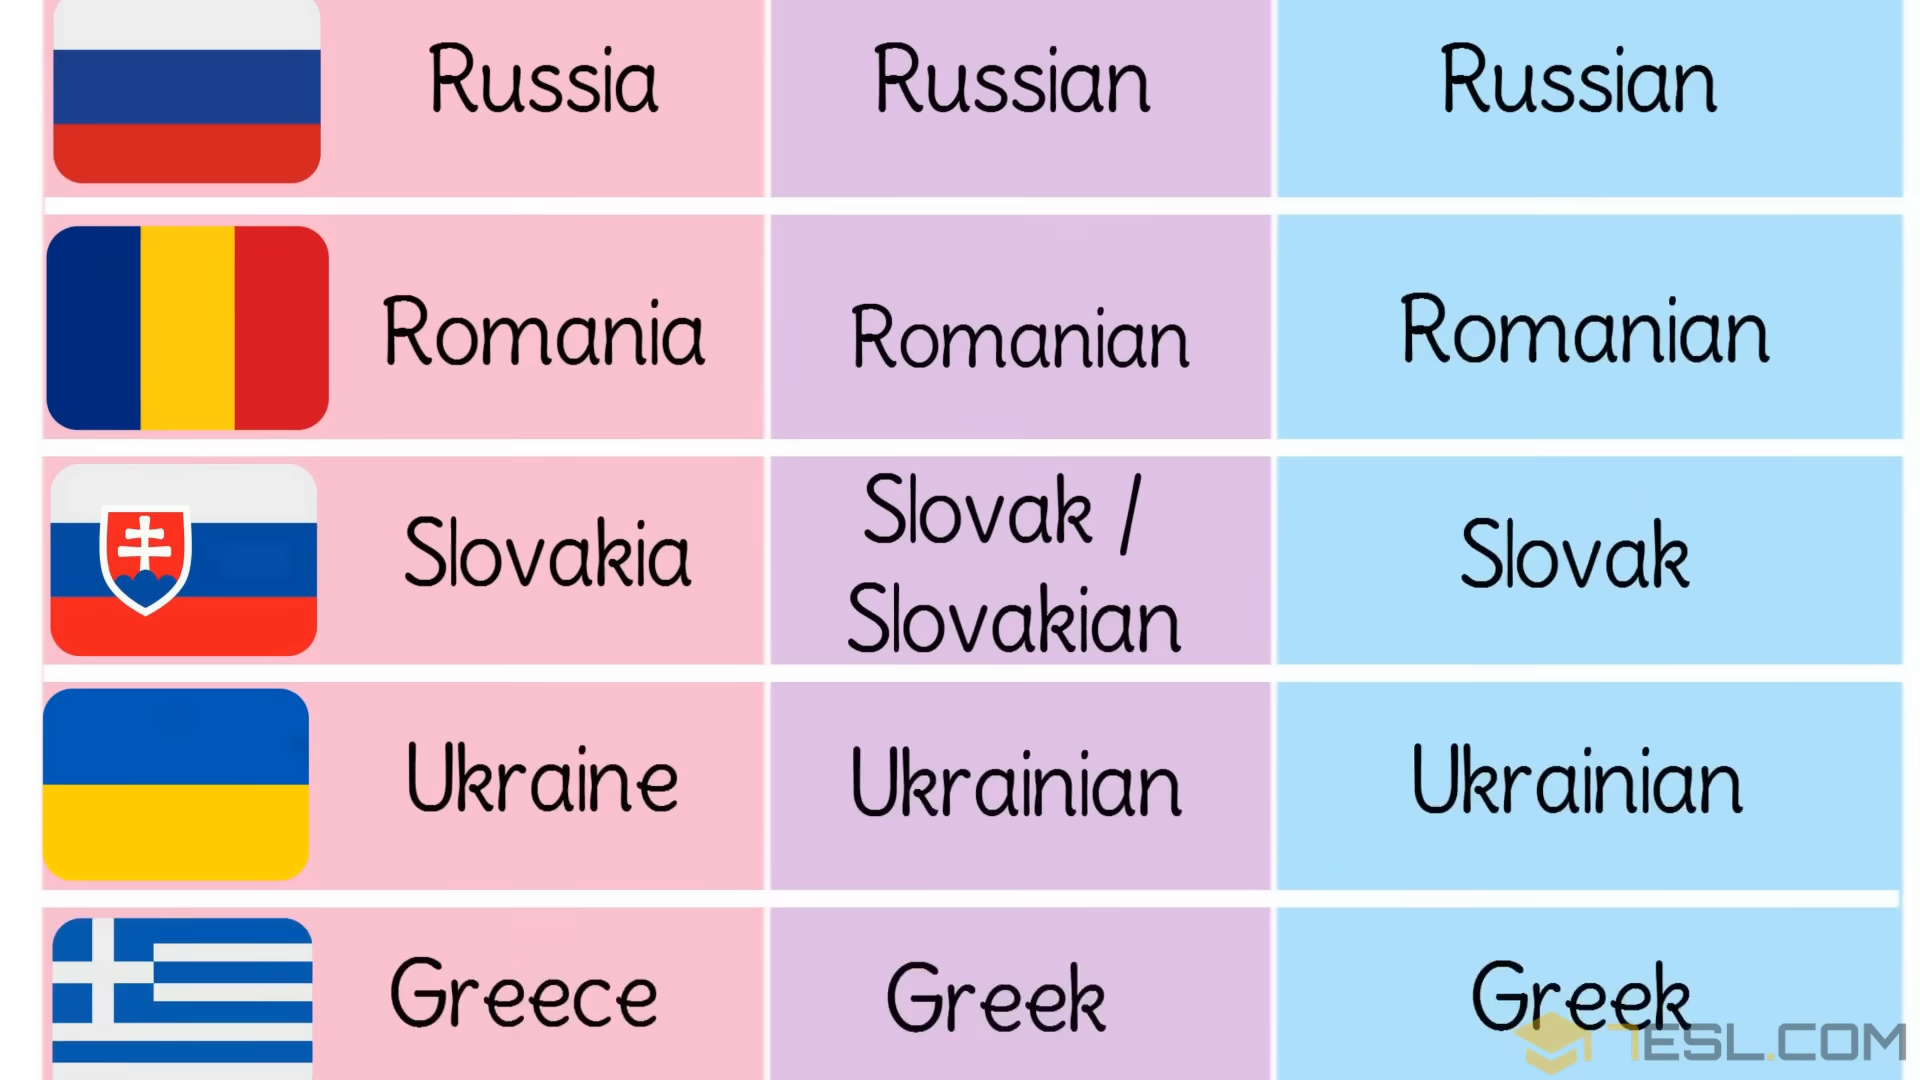 Russia Russian Russian
Romania Romanian Romanian
Slovakia Slovak / Slovakian Slovak
Ukraine Ukrainian Ukrainian
Greece Greek Greek
7ESL.COM